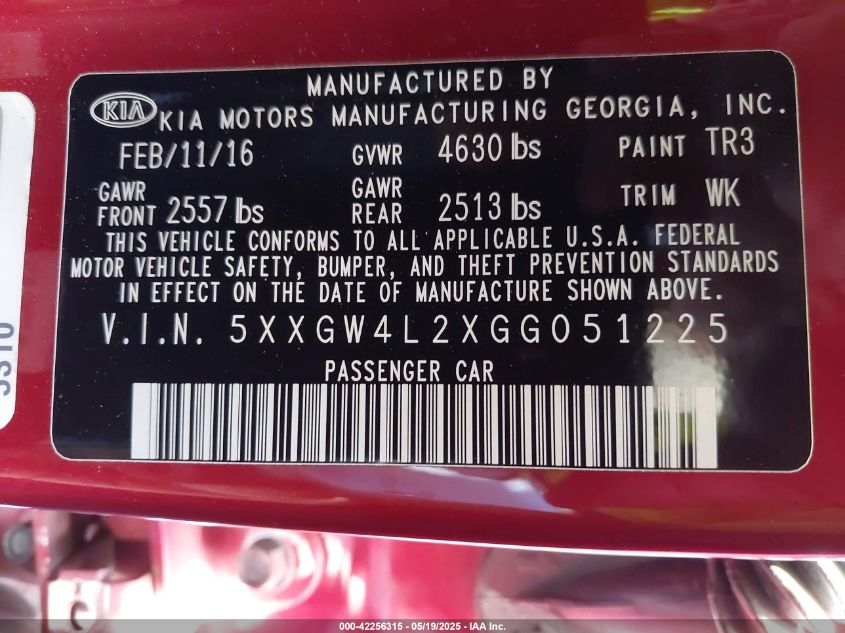 MANUFACTURED BY
KIA KIA MOTORS MANUFACTURING GEORGIA, INC.
FEB/11/16 GVWR 4630 lbs PAINT TR3
GAWR FRONT 2557 lbs GAWR REAR 2513 lbs TRIM WK
THIS VEHICLE CONFORMS TO ALL APPLICABLE U.S.A. FEDERAL
MOTOR VEHICLE SAFETY, BUMPER, AND THEFT PREVENTION STANDARDS
IN EFFECT ON THE DATE OF MANUFACTURE SHOWN ABOVE.
V.I.N. 5XXGW4L2XGG051225
PASSENGER CAR
000-42256315 - 05/19/2025 - IAA Inc.